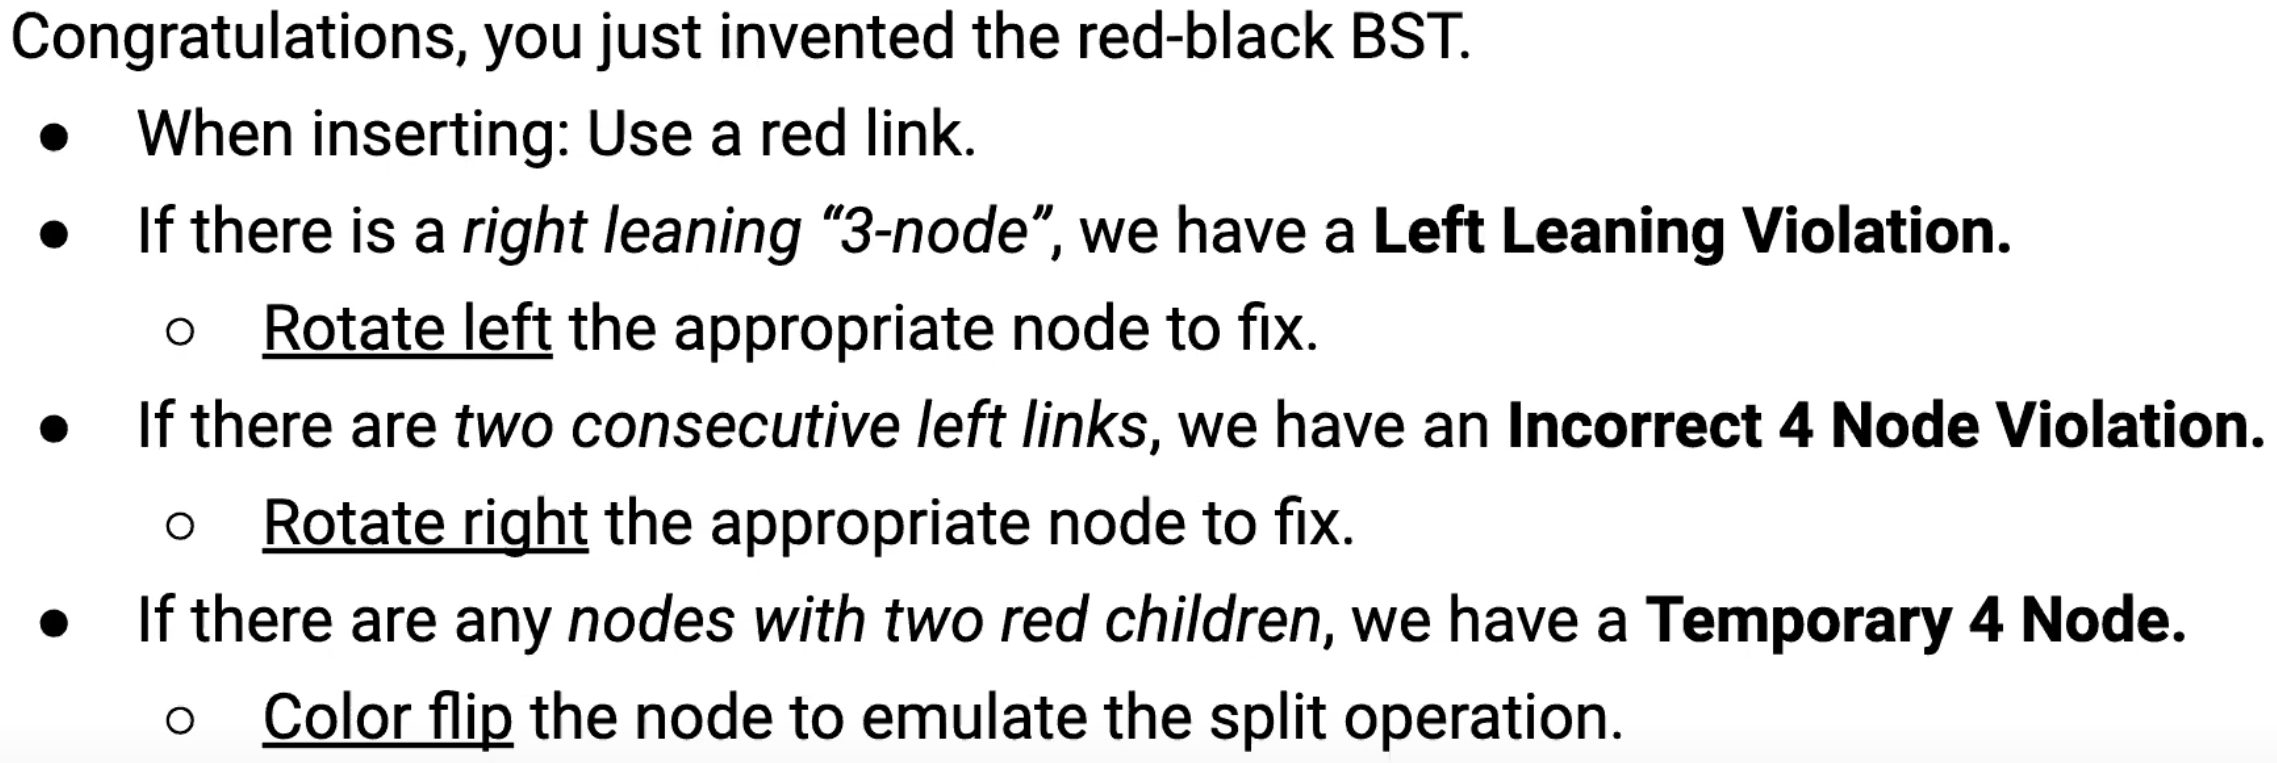 Congratulations, you just invented the red-black BST.
● When inserting: Use a red link.
● If there is a right leaning “3-node”, we have a Left Leaning Violation.
○ Rotate left the appropriate node to fix.
● If there are two consecutive left links, we have an Incorrect 4 Node Violation.
○ Rotate right the appropriate node to fix.
● If there are any nodes with two red children, we have a Temporary 4 Node.
○ Color flip the node to emulate the split operation.